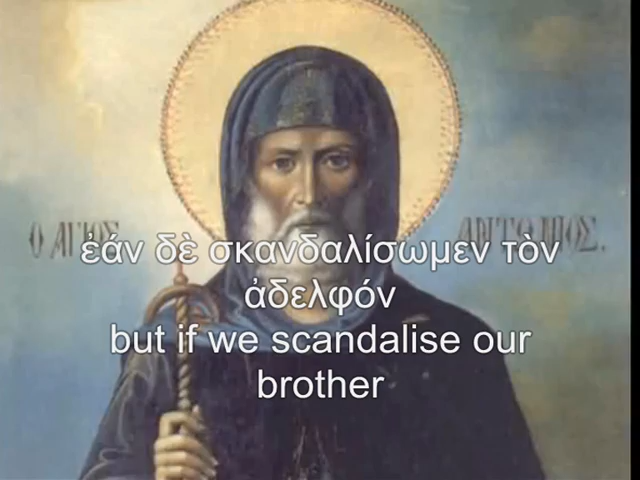 Ο ΑΓΙΟΣ ΑΝΤΩΝΙΟΣ.
ἐάν δὲ σκανδαλίσωμεν τὸν
ἀδελφόν
but if we scandalise our
brother